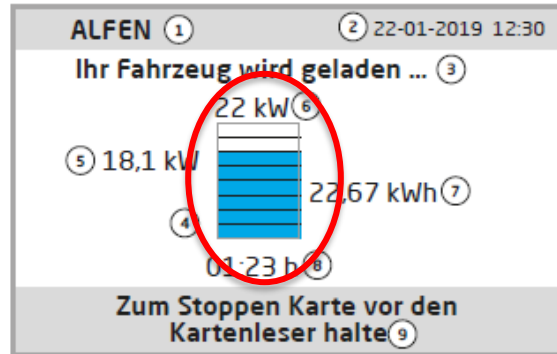 ALFEN 1
2 22-01-2019 12:30
Ihr Fahrzeug wird geladen ... 3
22 kW 6
5 18,1 kW
22,67 kWh 7
4
01:23 h 8
Zum Stoppen Karte vor den
Kartenleser halte 9